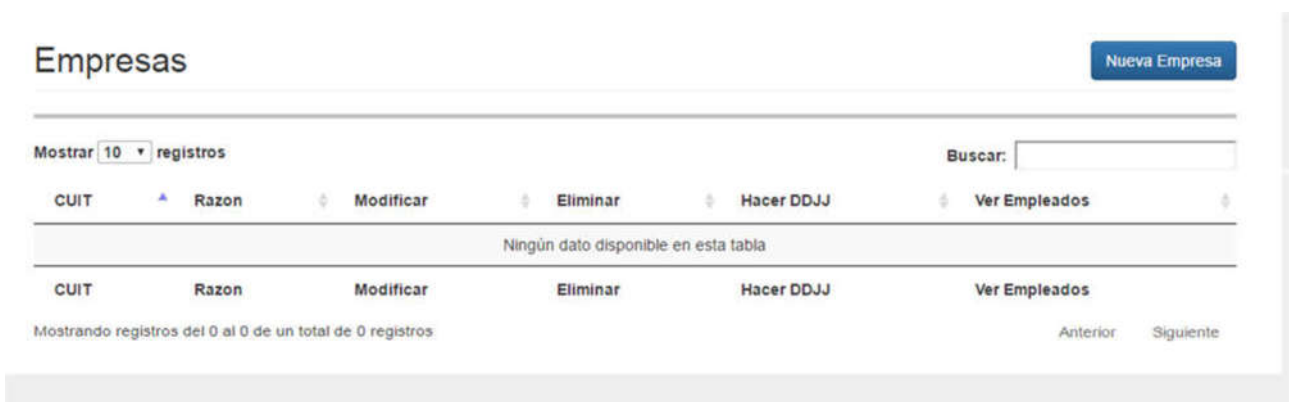 Empresas
Nueva Empresa
Mostrar 10 registros
Buscar:
CUIT Razon Modificar Eliminar Hacer DDJJ Ver Empleados
Ningún dato disponible en esta tabla
CUIT Razon Modificar Eliminar Hacer DDJJ Ver Empleados
Mostrando registros del 0 al 0 de un total de 0 registros
Anterior Siguiente